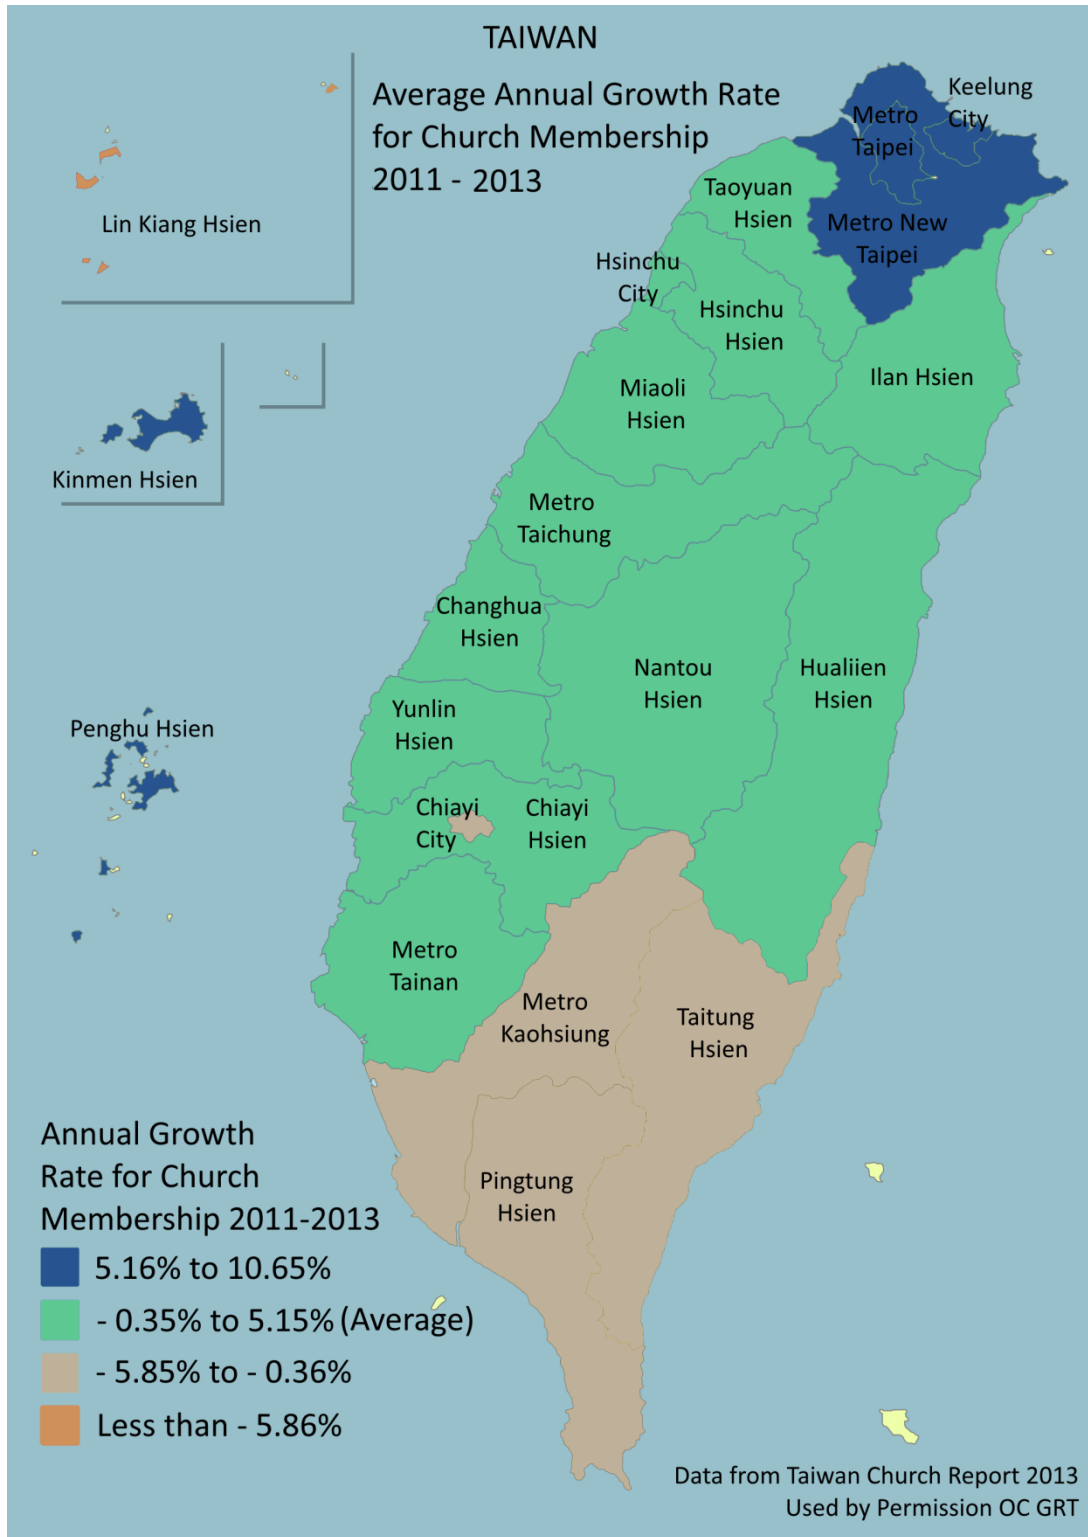 TAIWAN
Average Annual Growth Rate
for Church Membership
2011 - 2013
Keelung
City
Metro
Taipei
Lin Kiang Hsien
Taoyuan
Hsien
Metro New
Taipei
Hsinchu
City
Hsinchu
Hsien
Ilan Hsien
Miaoli
Hsien
Kinmen Hsien
Metro
Taichung
Changhua
Hsien
Nantou
Hsien
Hualiien
Hsien
Penghu Hsien
Yunlin
Hsien
Chiayi
City
Chiayi
Hsien
Metro
Tainan
Metro
Kaohsiung
Taitung
Hsien
Pingtung
Hsien
Annual Growth
Rate for Church
Membership 2011-2013
5.16% to 10.65%
- 0.35% to 5.15% (Average)
- 5.85% to - 0.36%
Less than - 5.86%
Data from Taiwan Church Report 2013
Used by Permission OC GRT